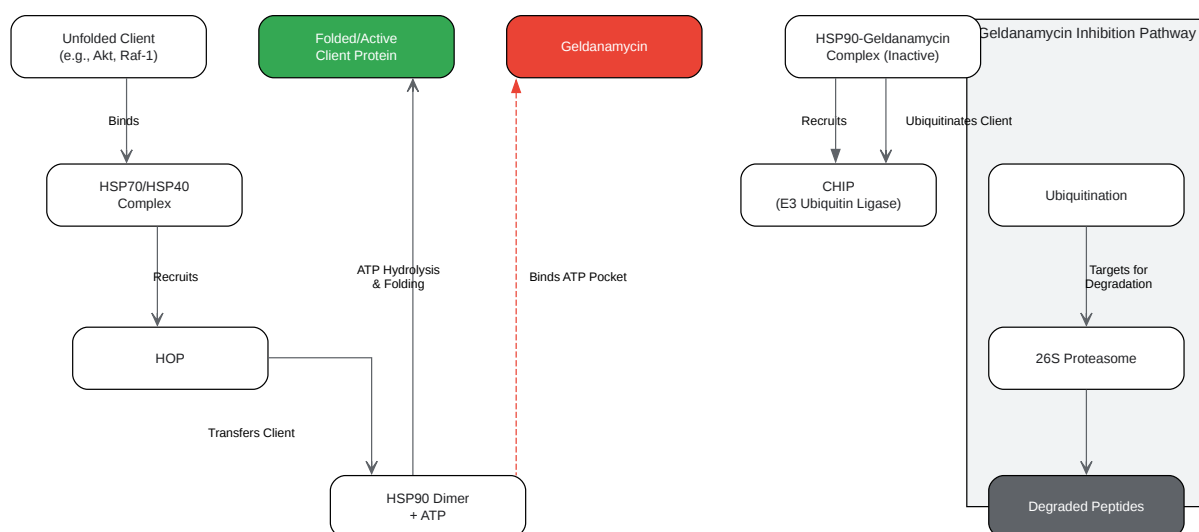 Unfolded Client
(e.g., Akt, Raf-1)
Folded/Active
Client Protein
Geldanamycin
HSP90-Geldanamycin
Complex (Inactive)
Geldanamycin Inhibition Pathway
Binds
Recruits
Ubiquitinates Client
HSP70/HSP40
Complex
CHIP
(E3 Ubiquitin Ligase)
Ubiquitination
Recruits
ATP Hydrolysis
& Folding
Binds ATP Pocket
Targets for
Degradation
HOP
26S Proteasome
Transfers Client
HSP90 Dimer
+ ATP
Degraded Peptides